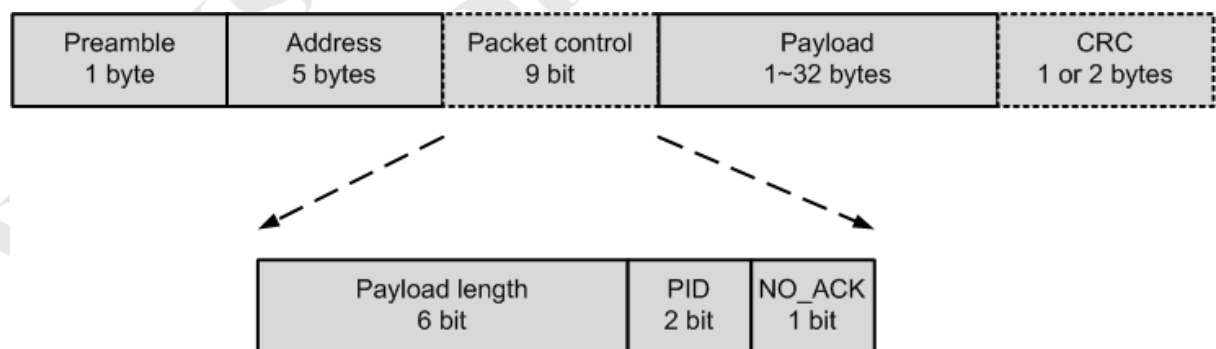 Preamble
1 byte
Address
5 bytes
Packet control
9 bit
Payload
1~32 bytes
CRC
1 or 2 bytes
Payload length
6 bit
PID
2 bit
NO_ACK
1 bit